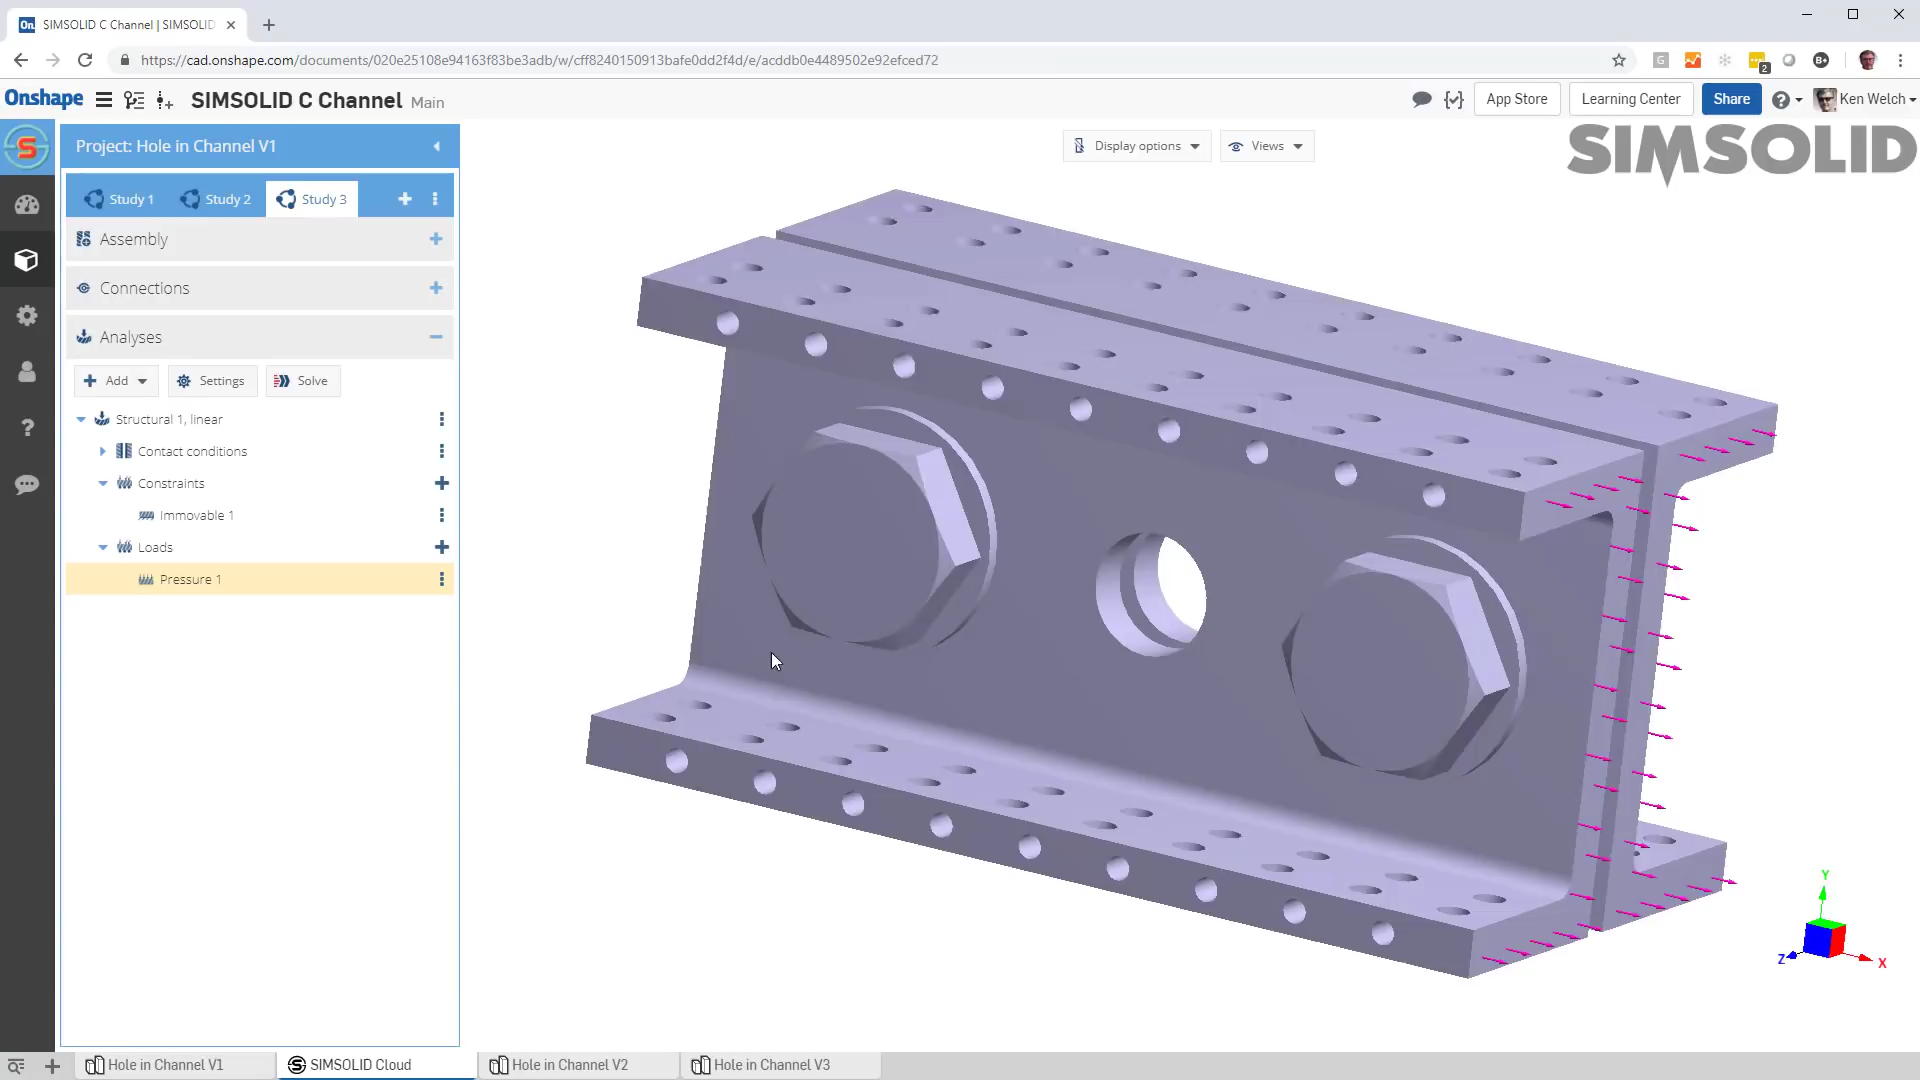 SIMSOLID C Channel | SIMSOLID
https://cad.onshape.com/documents/020e25108e94163f83be3adb/w/cff8240150913bafe0dd2f4d/e/acddb0e4489502e92efced72
2
B+
G
Onshape
SIMSOLID C Channel Main
App Store
Learning Center
Share
Ken Welch
Project: Hole in Channel V1
Display options
Views
SIMSOLID
Study 1
Study 2
Study 3
Assembly
Connections
Analyses
Add
Settings
Solve
Structural 1, linear
Contact conditions
Constraints
Immovable 1
Loads
Pressure 1
Y
Z
X
Hole in Channel V1
SIMSOLID Cloud
Hole in Channel V2
Hole in Channel V3